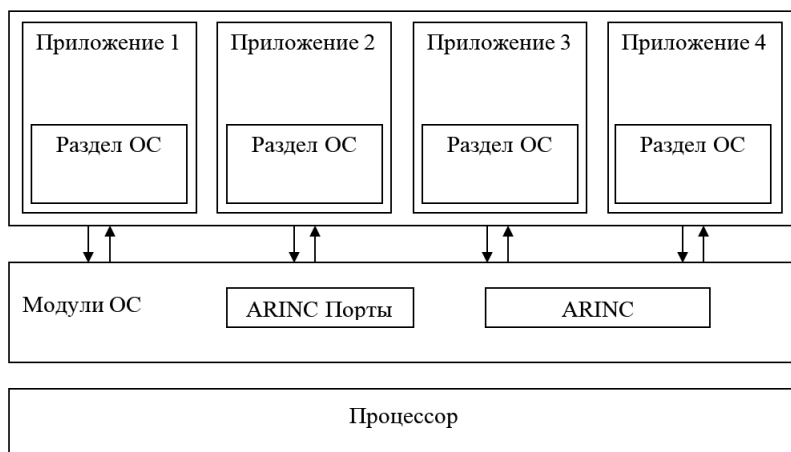 Приложение 1
Приложение 2
Приложение 3
Приложение 4
Раздел ОС
Раздел ОС
Раздел ОС
Раздел ОС
Модули ОС
ARINC Порты
ARINC
Процессор